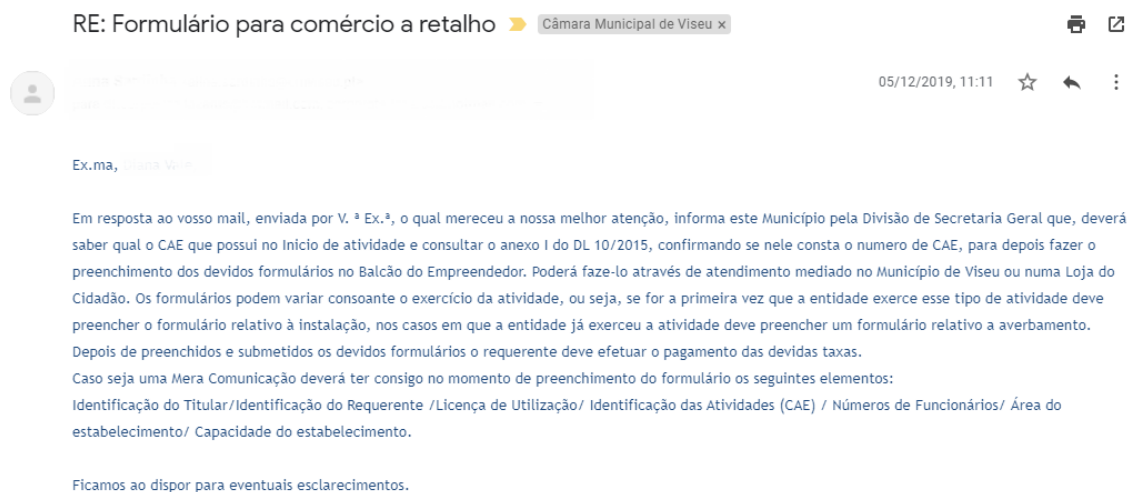 RE: Formulário para comércio a retalho
Câmara Municipal de Viseu x
05/12/2019, 11:11
Ex.ma,
Em resposta ao vosso mail, enviada por V. ª Ex.ª, o qual mereceu a nossa melhor atenção, informa este Município pela Divisão de Secretaria Geral que, deverá
saber qual o CAE que possui no Inicio de atividade e consultar o anexo I do DL 10/2015, confirmando se nele consta o numero de CAE, para depois fazer o
preenchimento dos devidos formulários no Balcão do Empreendedor. Poderá faze-lo através de atendimento mediado no Município de Viseu ou numa Loja do
Cidadão. Os formulários podem variar consoante o exercício da atividade, ou seja, se for a primeira vez que a entidade exerce esse tipo de atividade deve
preencher o formulário relativo à instalação, nos casos em que a entidade já exerceu a atividade deve preencher um formulário relativo a averbamento.
Depois de preenchidos e submetidos os devidos formulários o requerente deve efetuar o pagamento das devidas taxas.
Caso seja uma Mera Comunicação deverá ter consigo no momento de preenchimento do formulário os seguintes elementos:
Identificação do Titular/Identificação do Requerente /Licença de Utilização/ Identificação das Atividades (CAE) / Números de Funcionários/ Área do
estabelecimento/ Capacidade do estabelecimento.
Ficamos ao dispor para eventuais esclarecimentos.